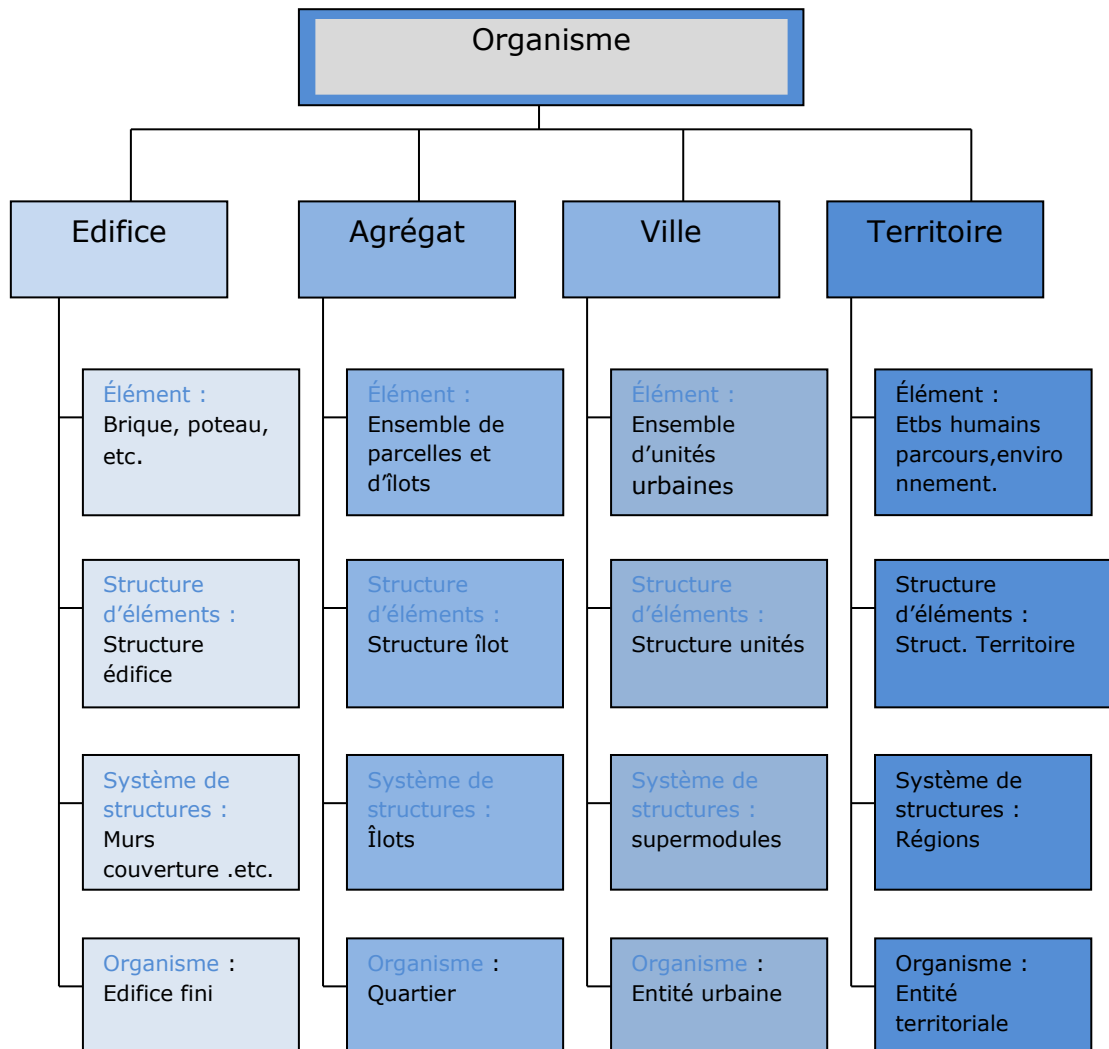 Organisme
Edifice
Agrégat
Ville
Territoire
Élément :
Brique, poteau,
etc.
Structure
d’éléments :
Structure
édifice
Système de
structures :
Murs
couverture .etc.
Organisme :
Edifice fini
Élément :
Ensemble de
parcelles et
d’îlots
Structure
d’éléments :
Structure îlot
Système de
structures :
Îlots
Organisme :
Quartier
Élément :
Ensemble
d’unités
urbaines
Structure
d’éléments :
Structure unités
Système de
structures :
supermodules
Organisme :
Entité urbaine
Élément :
Etbs humains
parcours,enviro
nnement.
Structure
d’éléments :
Struct. Territoire
Système de
structures :
Régions
Organisme :
Entité
territoriale